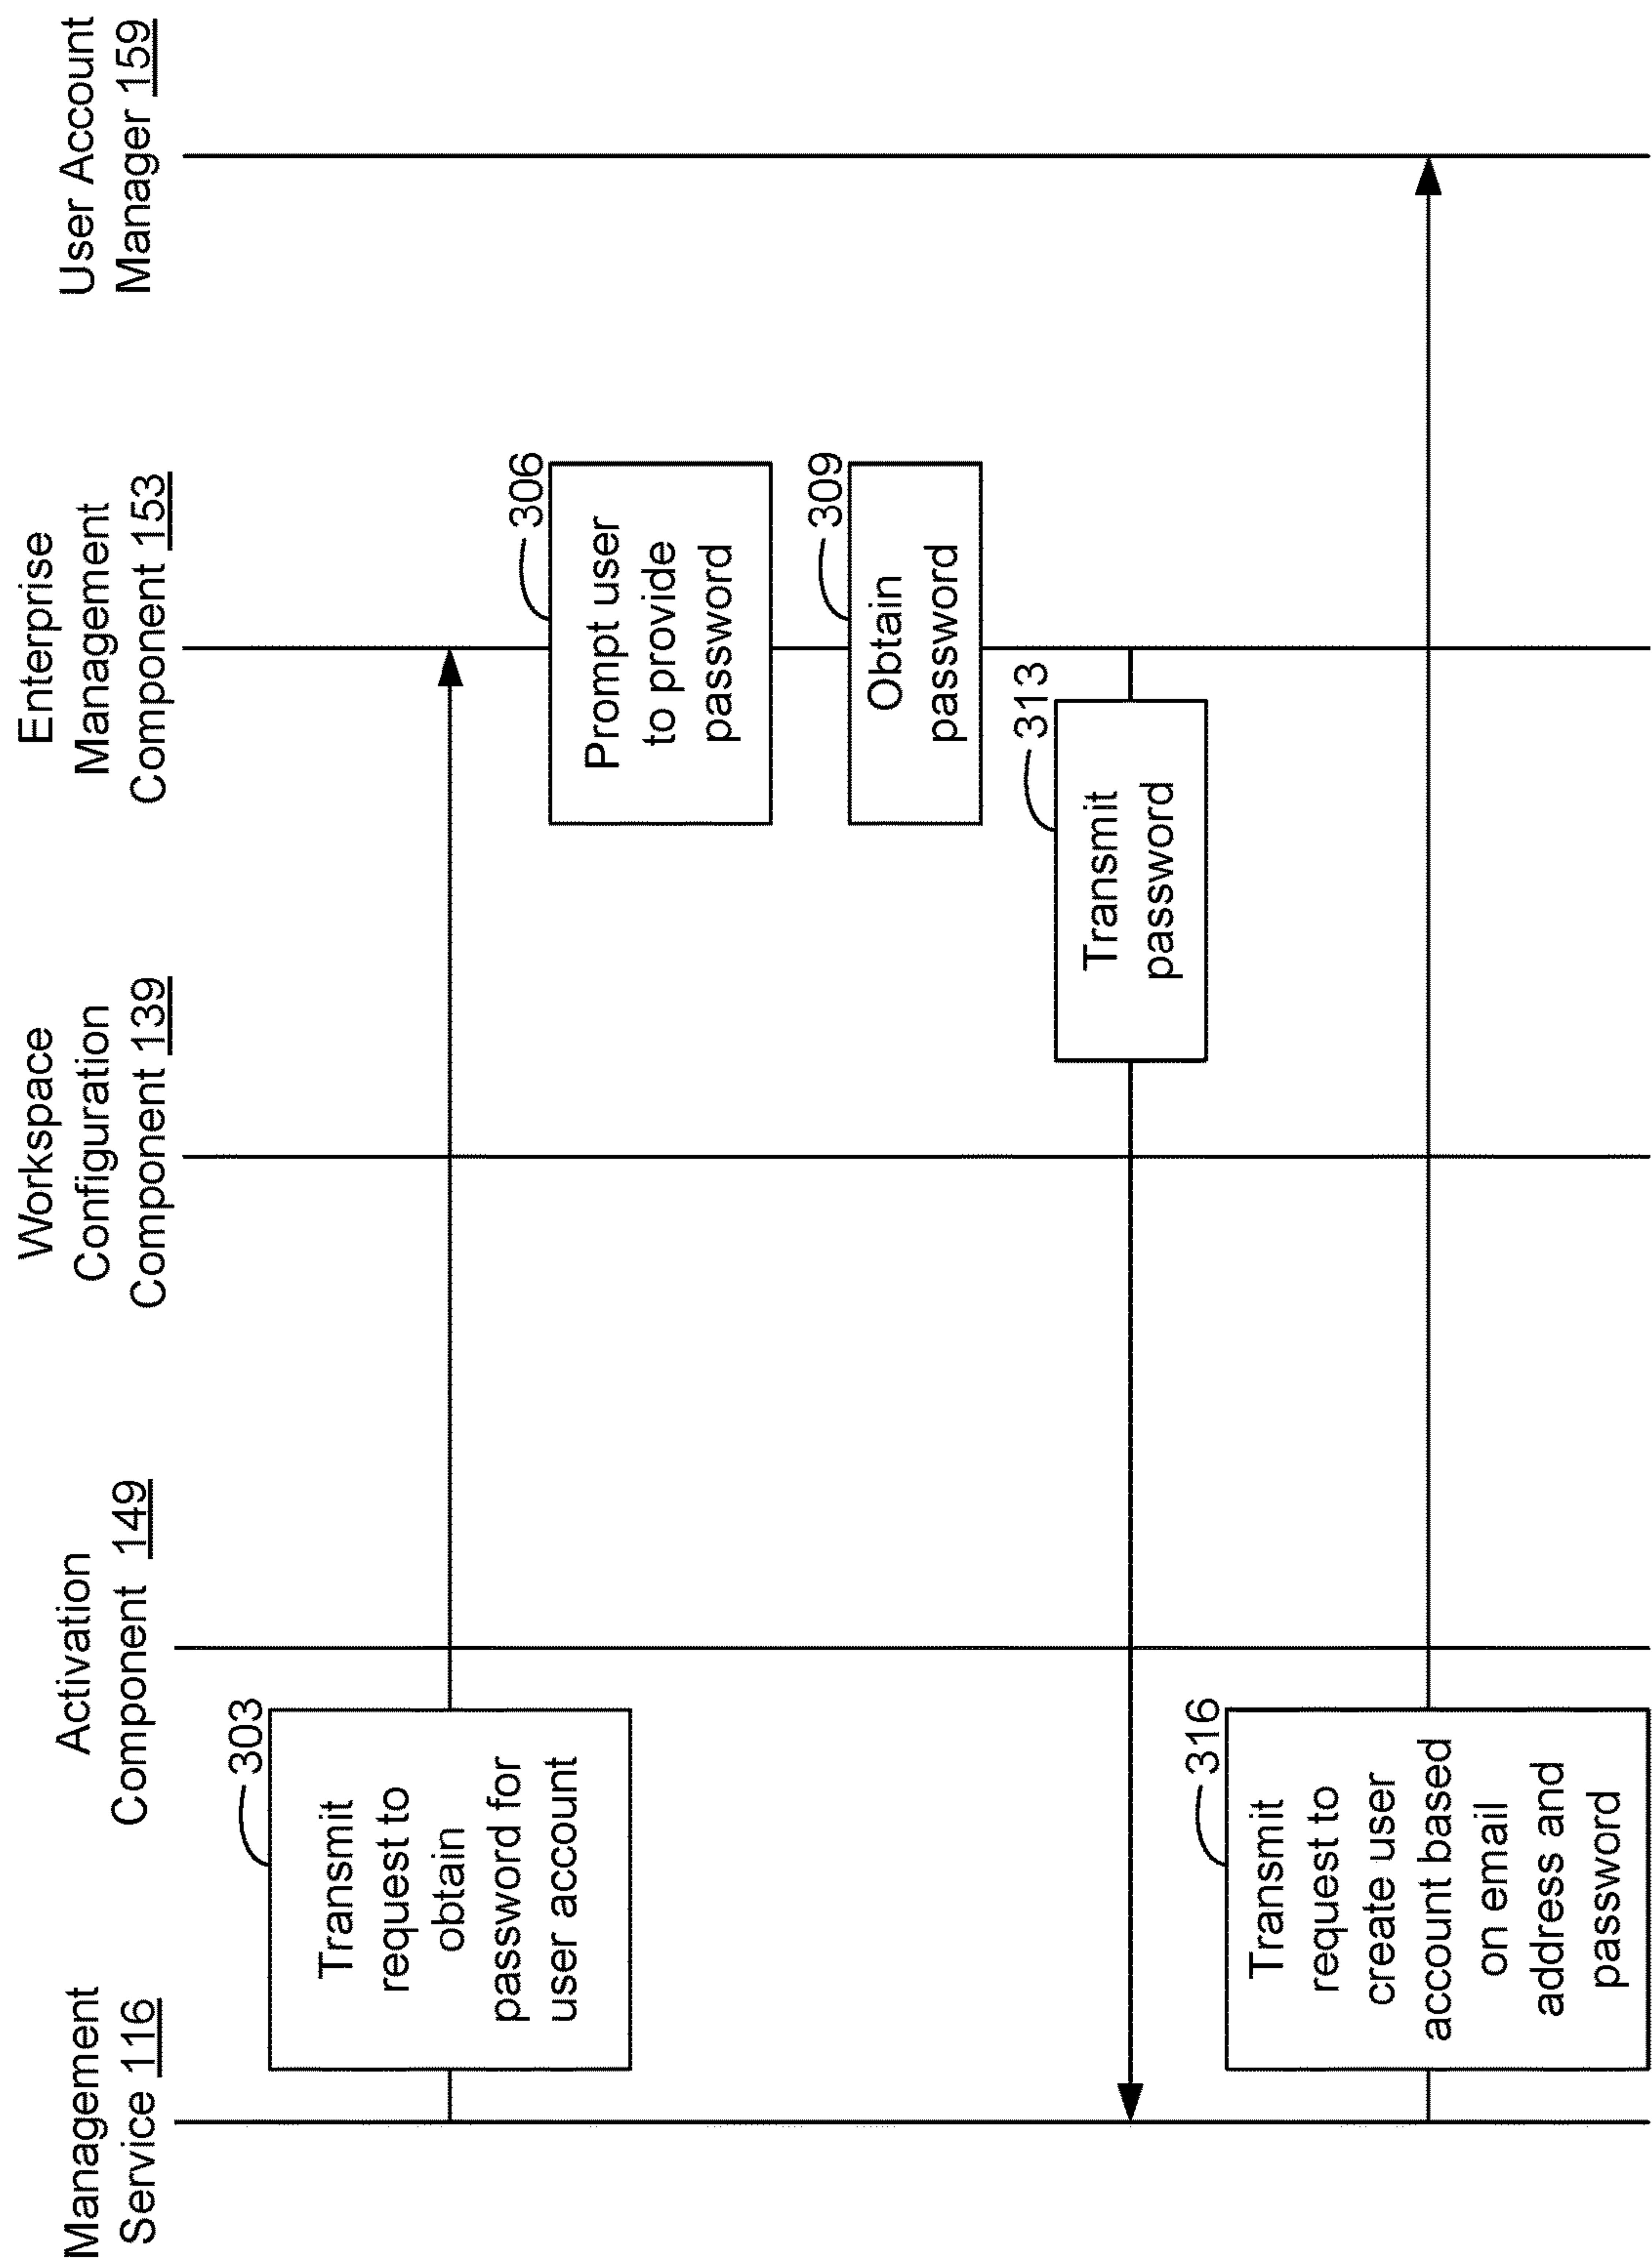 Management
Service 116
Activation
Component 149
Workspace
Configuration
Component 139
Enterprise
Management
Component 153
User Account
Manager 159
303
Transmit
request to
obtain
password for
user account
306
Prompt user
to provide
password
309
Obtain
password
313
Transmit
password
316
Transmit
request to
create user
account based
on email
address and
password